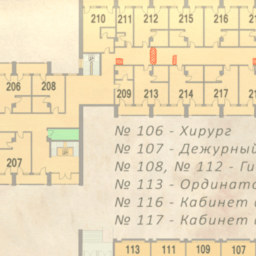 210 211 212 215 216
206 208
209 213 214 217
207
№ 106 - Хирург
№ 107 - Дежурный
№ 108, № 112 - Ги
№ 113 - Ордината
№ 116 - Кабинет
№ 117 - Кабинет
113 111 109 107